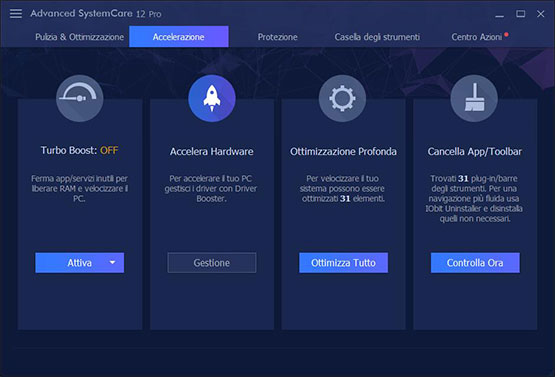 Advanced SystemCare 12 Pro
Pulizia & Ottimizzazione
Accelerazione
Protezione
Casella degli strumenti
Centro Azioni
Turbo Boost: OFF
Ferma app/servizi inutili per
liberare RAM e velocizzare il
PC.
Attiva
Accelera Hardware
Per accelerare il tuo PC
gestisci i driver con Driver
Booster.
Gestione
Ottimizzazione Profonda
Per velocizzare il tuo
sistema possono essere
ottimizzati 31 elementi.
Ottimizza Tutto
Cancella App/Toolbar
Trovati 31 plug-in/barre
degli strumenti. Per una
navigazione più fluida usa
IObit Uninstaller e disinstalla
quelli non necessari.
Controlla Ora